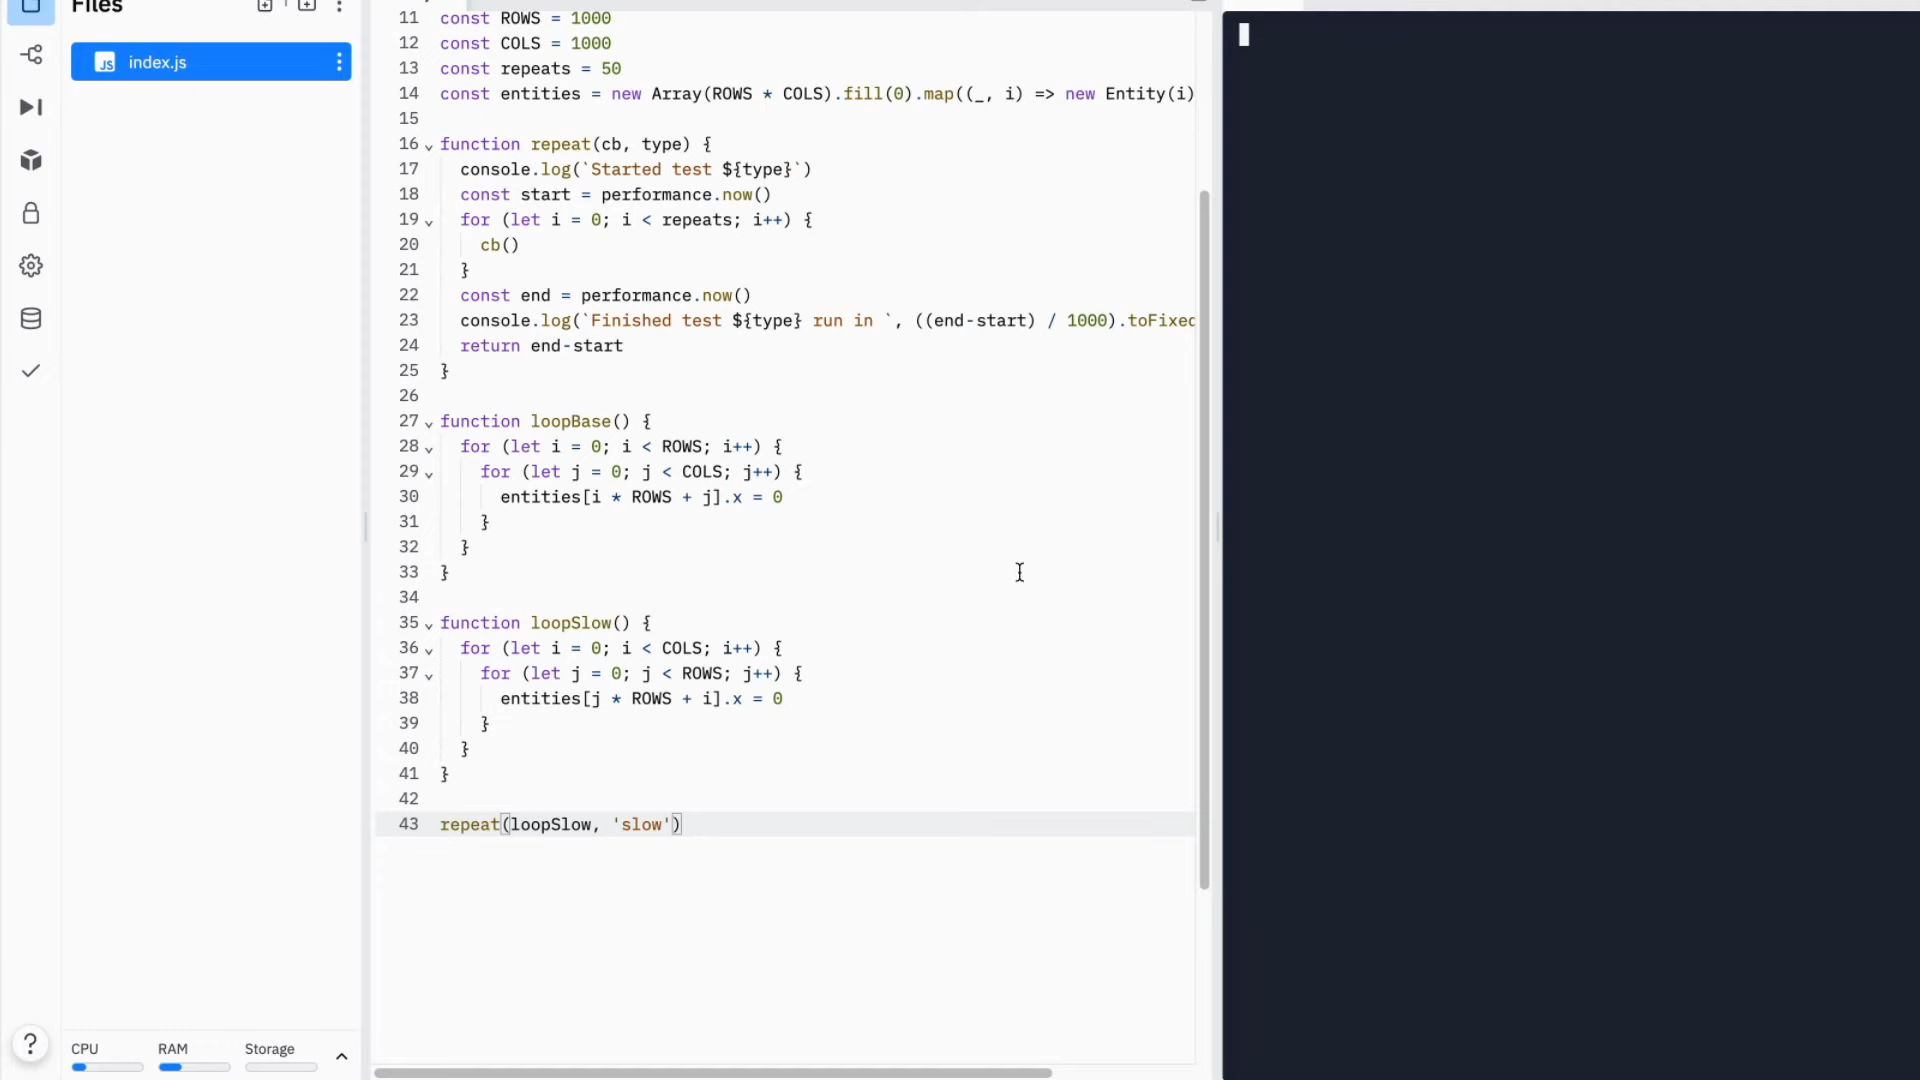 Files
JS index.js
11 const ROWS = 1000
12 const COLS = 1000
13 const repeats = 50
14 const entities = new Array(ROWS * COLS).fill(0).map((_, i) => new Entity(i)
15
16 function repeat(cb, type) {
17 console.log(`Started test ${type}`)
18 const start = performance.now()
19 for (let i = 0; i < repeats; i++) {
20 cb()
21 }
22 const end = performance.now()
23 console.log(`Finished test ${type} run in `, ((end-start) / 1000).toFixed
24 return end-start
25 }
26
27 function loopBase() {
28 for (let i = 0; i < ROWS; i++) {
29 for (let j = 0; j < COLS; j++) {
30 entities[i * ROWS + j].x = 0
31 }
32 }
33 }
34
35 function loopSlow() {
36 for (let i = 0; i < COLS; i++) {
37 for (let j = 0; j < ROWS; j++) {
38 entities[j * ROWS + i].x = 0
39 }
40 }
41 }
42
43 repeat(loopSlow, 'slow')
?
CPU RAM Storage